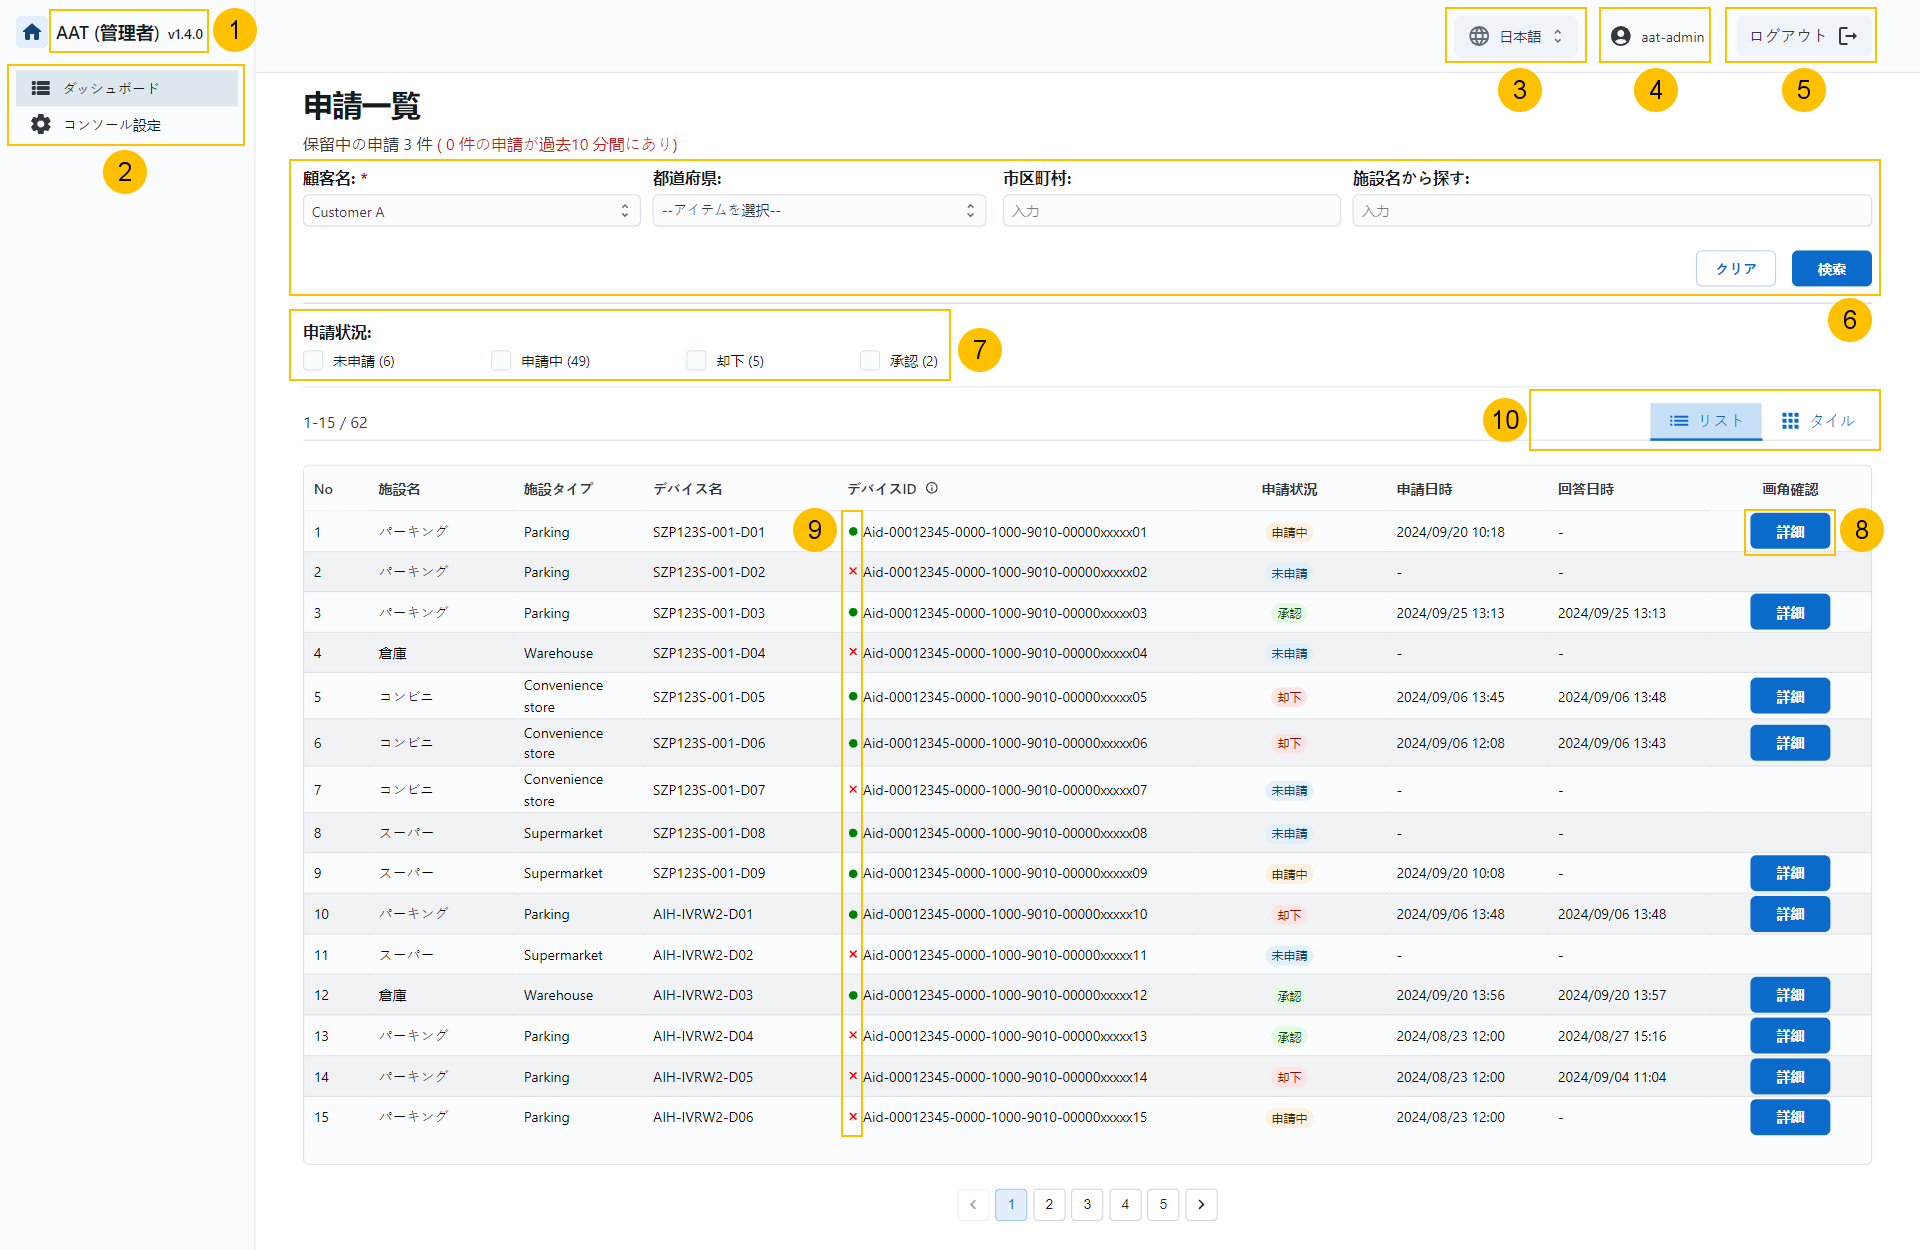 AAT (管理者) v1.4.0
1
ダッシュボード
コンソール設定
2
日本語
3
aat-admin
4
ログアウト
5
申請一覧
保留中の申請 3 件 ( 0 件の申請が過去10 分間にあり)
顧客名: * 都道府県: 市区町村: 施設名から探す:
Customer A --アイテムを選択-- 入力 入力
クリア 検索
6
申請状況:
未申請 (6) 申請中 (49) 却下 (5) 承認 (2)
7
1-15 / 62
10
リスト タイル
No 施設名 施設タイプ デバイス名 デバイスID 申請状況 申請日時 回答日時 画角確認
1 パーキング Parking SZP123S-001-D01 9 Aid-00012345-0000-1000-9010-00000xxxxx01 申請中 2024/09/20 10:18 - 詳細 8
2 パーキング Parking SZP123S-001-D02 × Aid-00012345-0000-1000-9010-00000xxxxx02 未申請 - -
3 パーキング Parking SZP123S-001-D03 Aid-00012345-0000-1000-9010-00000xxxxx03 承認 2024/09/25 13:13 2024/09/25 13:13 詳細
4 倉庫 Warehouse SZP123S-001-D04 × Aid-00012345-0000-1000-9010-00000xxxxx04 未申請 - -
5 コンビニ Convenience store SZP123S-001-D05 Aid-00012345-0000-1000-9010-00000xxxxx05 却下 2024/09/06 13:45 2024/09/06 13:48 詳細
6 コンビニ Convenience store SZP123S-001-D06 Aid-00012345-0000-1000-9010-00000xxxxx06 却下 2024/09/06 12:08 2024/09/06 13:43 詳細
7 コンビニ Convenience store SZP123S-001-D07 × Aid-00012345-0000-1000-9010-00000xxxxx07 未申請 - -
8 スーパー Supermarket SZP123S-001-D08 Aid-00012345-0000-1000-9010-00000xxxxx08 未申請 - -
9 スーパー Supermarket SZP123S-001-D09 Aid-00012345-0000-1000-9010-00000xxxxx09 申請中 2024/09/20 10:08 - 詳細
10 パーキング Parking AIH-IVRW2-D01 Aid-00012345-0000-1000-9010-00000xxxxx10 却下 2024/09/06 13:48 2024/09/06 13:48 詳細
11 スーパー Supermarket AIH-IVRW2-D02 × Aid-00012345-0000-1000-9010-00000xxxxx11 未申請 - -
12 倉庫 Warehouse AIH-IVRW2-D03 Aid-00012345-0000-1000-9010-00000xxxxx12 承認 2024/09/20 13:56 2024/09/20 13:57 詳細
13 パーキング Parking AIH-IVRW2-D04 × Aid-00012345-0000-1000-9010-00000xxxxx13 承認 2024/08/23 12:00 2024/08/27 15:16 詳細
14 パーキング Parking AIH-IVRW2-D05 × Aid-00012345-0000-1000-9010-00000xxxxx14 却下 2024/08/23 12:00 2024/09/04 11:04 詳細
15 パーキング Parking AIH-IVRW2-D06 × Aid-00012345-0000-1000-9010-00000xxxxx15 申請中 2024/08/23 12:00 - 詳細
1 2 3 4 5